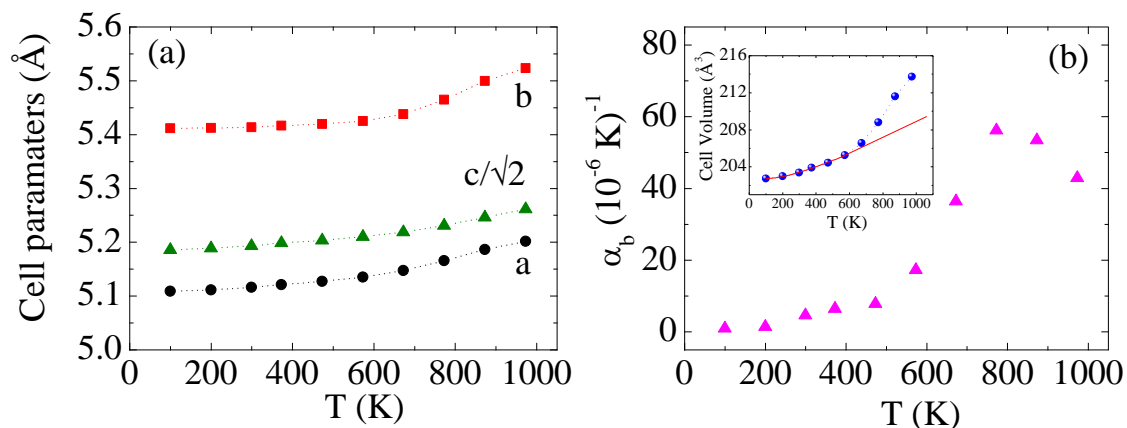 (a)
Cell paramaters (Å)
5.6
5.5
5.4
5.3
5.2
5.1
5.0
b
c/√2
a
0 200 400 600 800 1000
T (K)
(b)
α_b (10^-6 K)^-1
80
60
40
20
0
Cell Volume (Å^3)
216
212
208
204
0 200 400 600 800 1000
T (K)
0 200 400 600 800 1000
T (K)